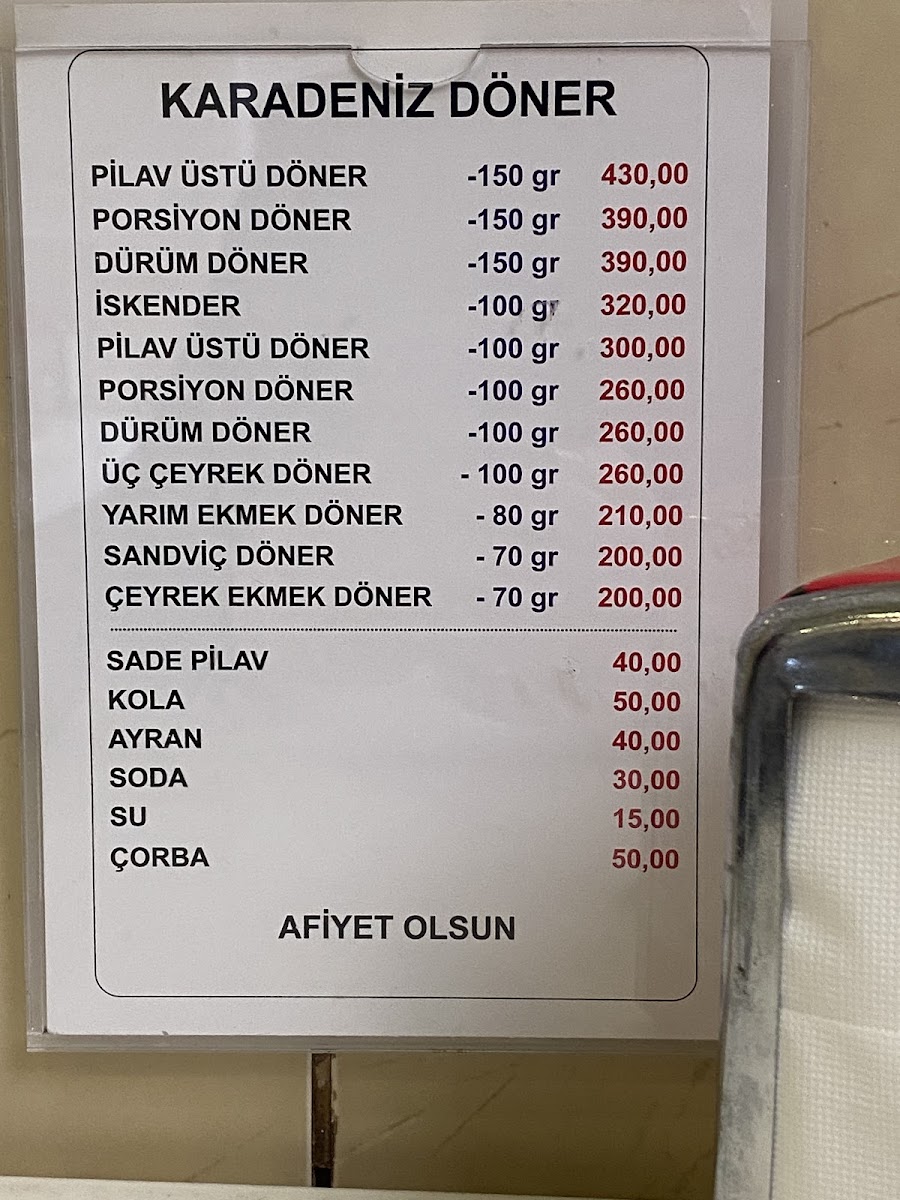 KARADENİZ DÖNER
PİLAV ÜSTÜ DÖNER -150 gr 430,00
PORSİYON DÖNER -150 gr 390,00
DÜRÜM DÖNER -150 gr 390,00
İSKENDER -100 gr 320,00
PİLAV ÜSTÜ DÖNER -100 gr 300,00
PORSİYON DÖNER -100 gr 260,00
DÜRÜM DÖNER -100 gr 260,00
ÜÇ ÇEYREK DÖNER - 100 gr 260,00
YARIM EKMEK DÖNER - 80 gr 210,00
SANDVİÇ DÖNER - 70 gr 200,00
ÇEYREK EKMEK DÖNER - 70 gr 200,00
SADE PİLAV 40,00
KOLA 50,00
AYRAN 40,00
SODA 30,00
SU 15,00
ÇORBA 50,00
AFİYET OLSUN